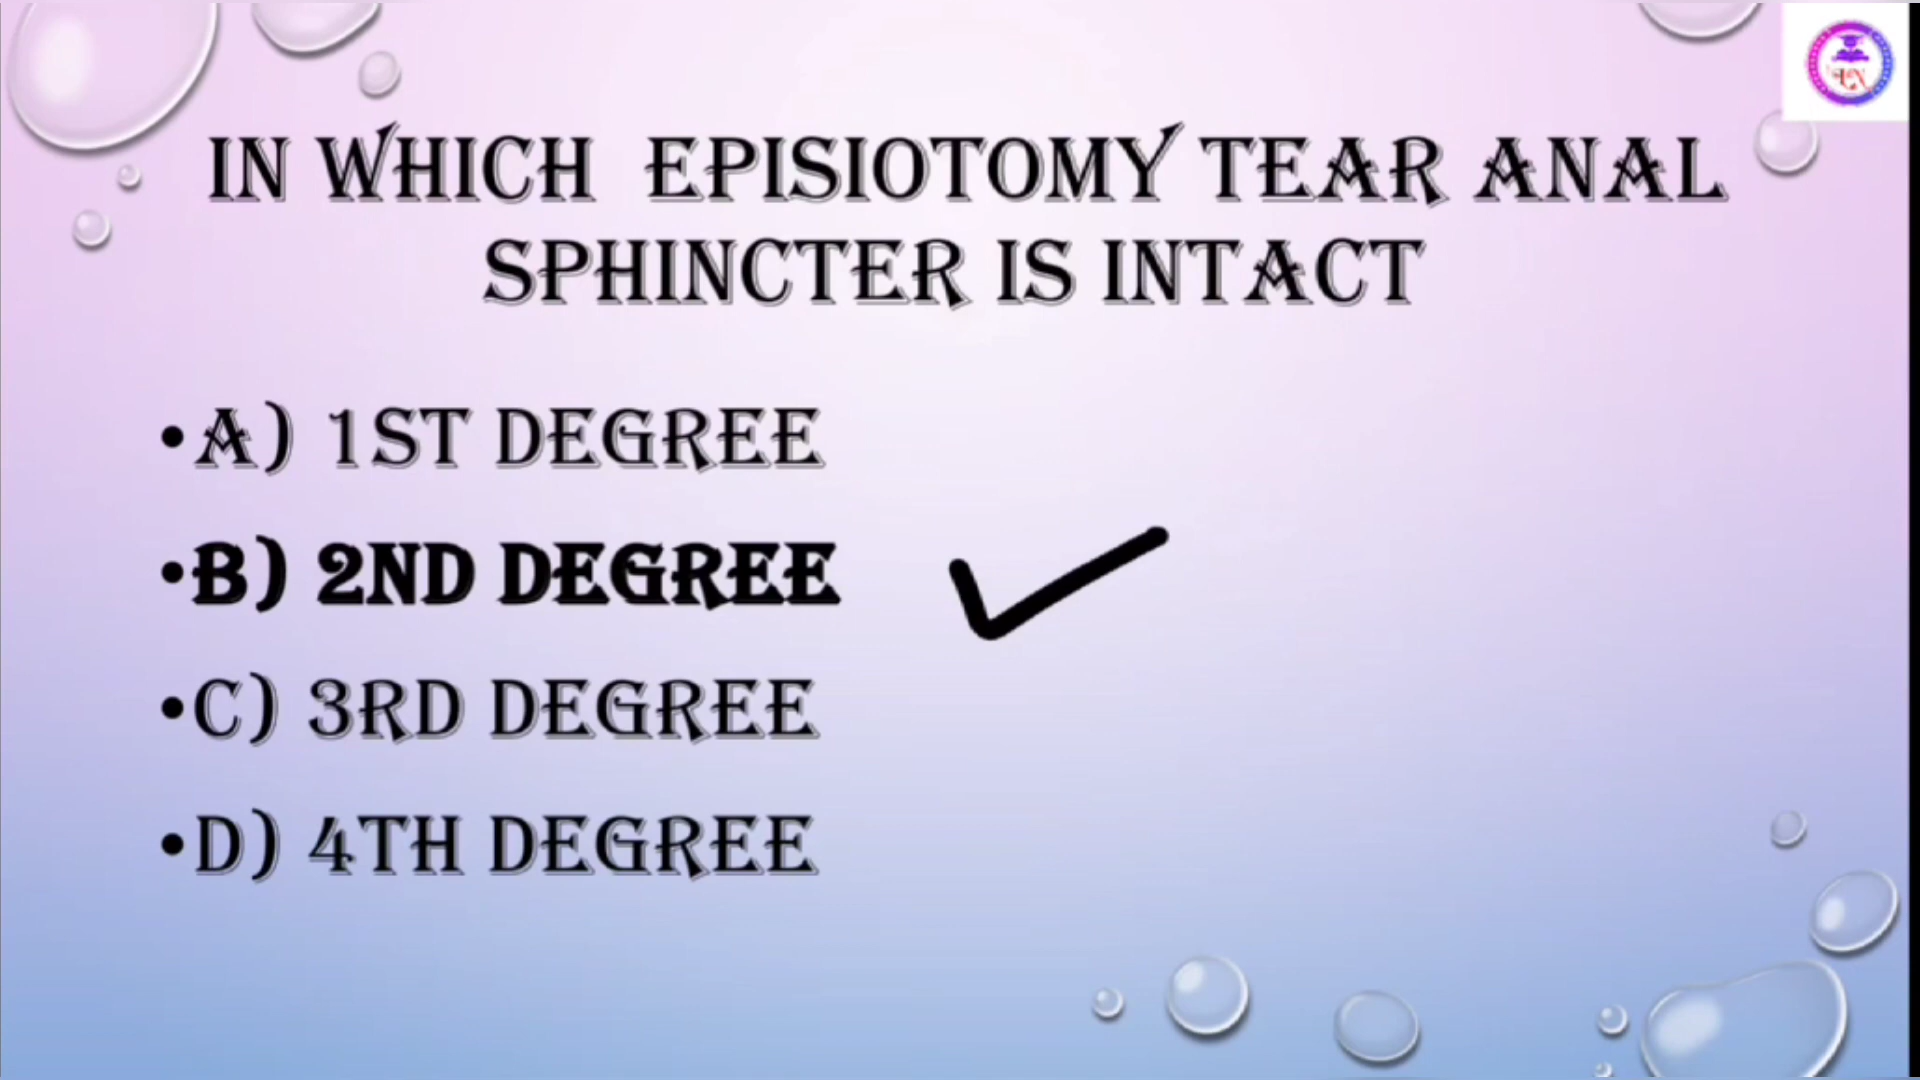 IN WHICH EPISIOTOMY TEAR ANAL
SPHINCTER IS INTACT
•A) 1ST DEGREE
•B) 2ND DEGREE
•C) 3RD DEGREE
•D) 4TH DEGREE